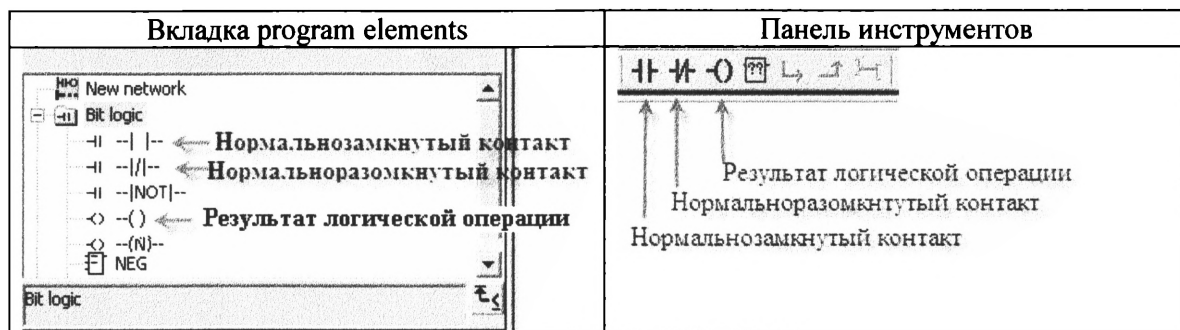 Вкладка program elements
Панель инструментов
New network
Bit logic
--| |-- Нормальнозамкнутый контакт
--|/|-- Нормальноразомкнутый контакт
--|NOT|--
--( ) Результат логической операции
--(N)--
NEG
Bit logic
??
Результат логической операции
Нормальноразомкнтутый контакт
Нормальнозамкнутый контакт